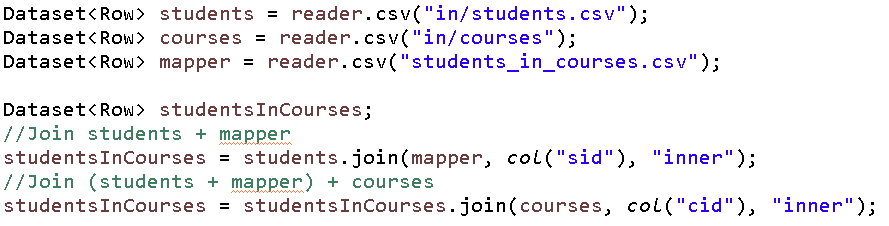 Dataset<Row> students = reader.csv("in/students.csv");
Dataset<Row> courses = reader.csv("in/courses");
Dataset<Row> mapper = reader.csv("students_in_courses.csv");
Dataset<Row> studentsInCourses;
//Join students + mapper
studentsInCourses = students.join(mapper, col("sid"), "inner");
//Join (students + mapper) + courses
studentsInCourses = studentsInCourses.join(courses, col("cid"), "inner");